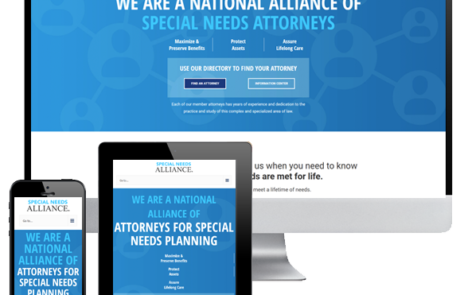 WE ARE A NATIONAL ALLIANCE OF
SPECIAL NEEDS ATTORNEYS
Maximize &
Preserve Benefits
Protect
Assets
Assure
Lifelong Care
USE OUR DIRECTORY TO FIND YOUR ATTORNEY
FIND AN ATTORNEY
INFORMATION CENTER
Each of our member attorneys has years of experience and dedication to the
practice and study of this complex and specialized area of law.
us when you need to know
ds are met for life.
meet a lifetime of needs.
SPECIAL NEEDS
ALLIANCE.
WE ARE A NATIONAL
ALLIANCE OF
ATTORNEYS FOR SPECIAL
NEEDS PLANNING
Maximize &
Preserve Benefits
Protect
Assets
Assure
Lifelong Care
SPECIAL NEEDS
ALLIANCE.
WE ARE A
NATIONAL
ALLIANCE OF
ATTORNEYS FOR
SPECIAL NEEDS
PLANNING